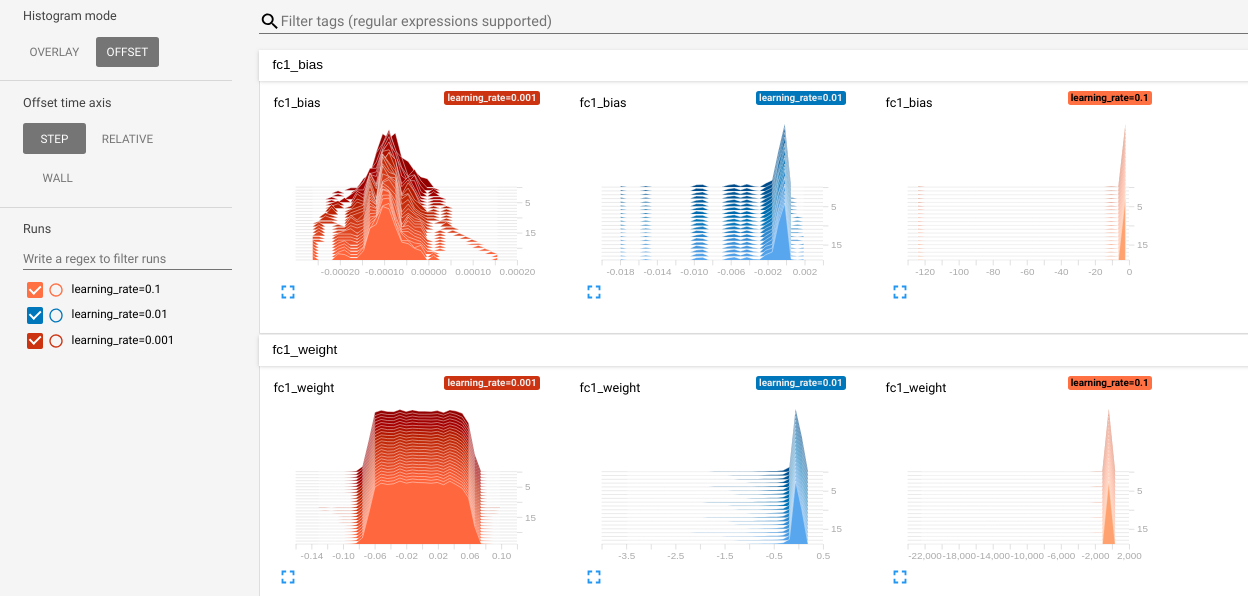 Histogram mode
OVERLAY OFFSET
Offset time axis
STEP RELATIVE
WALL
Runs
Write a regex to filter runs
learning_rate=0.1
learning_rate=0.01
learning_rate=0.001
Filter tags (regular expressions supported)
fc1_bias
fc1_bias learning_rate=0.001
5
15
-0.00020 -0.00010 0.00000 0.00010 0.00020
fc1_bias learning_rate=0.01
5
15
-0.018 -0.014 -0.010 -0.006 -0.002 0.002
fc1_bias learning_rate=0.1
5
15
-120 -100 -80 -60 -40 -20 0
fc1_weight
fc1_weight learning_rate=0.001
5
15
-0.14 -0.10 -0.06 -0.02 0.02 0.06 0.10
fc1_weight learning_rate=0.01
5
15
-3.5 -2.5 -1.5 -0.5 0.5
fc1_weight learning_rate=0.1
5
15
-22,000 -18,000 -14,000 -10,000 -6,000 -2,000 2,000